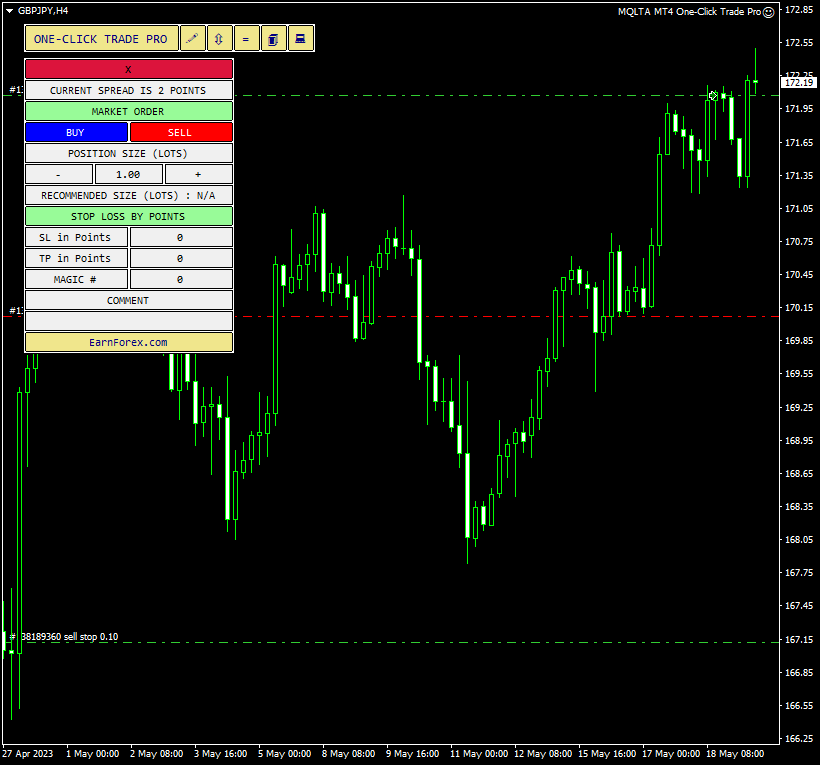 GBPJPY,H4
MQLTA MT4 One-Click Trade Pro
ONE-CLICK TRADE PRO
=
X
CURRENT SPREAD IS 2 POINTS
MARKET ORDER
BUY SELL
POSITION SIZE (LOTS)
- 1.00 +
RECOMMENDED SIZE (LOTS) : N/A
STOP LOSS BY POINTS
SL in Points 0
TP in Points 0
MAGIC # 0
COMMENT
EarnForex.com
38189360 sell stop 0.10
172.85
172.55
172.19
171.95
171.65
171.35
171.05
170.75
170.45
170.15
169.85
169.55
169.25
168.95
168.65
168.35
168.05
167.75
167.45
167.15
166.85
166.55
166.25
27 Apr 2023 1 May 00:00 2 May 08:00 3 May 16:00 5 May 00:00 8 May 08:00 9 May 16:00 11 May 00:00 12 May 08:00 15 May 16:00 17 May 00:00 18 May 08:00